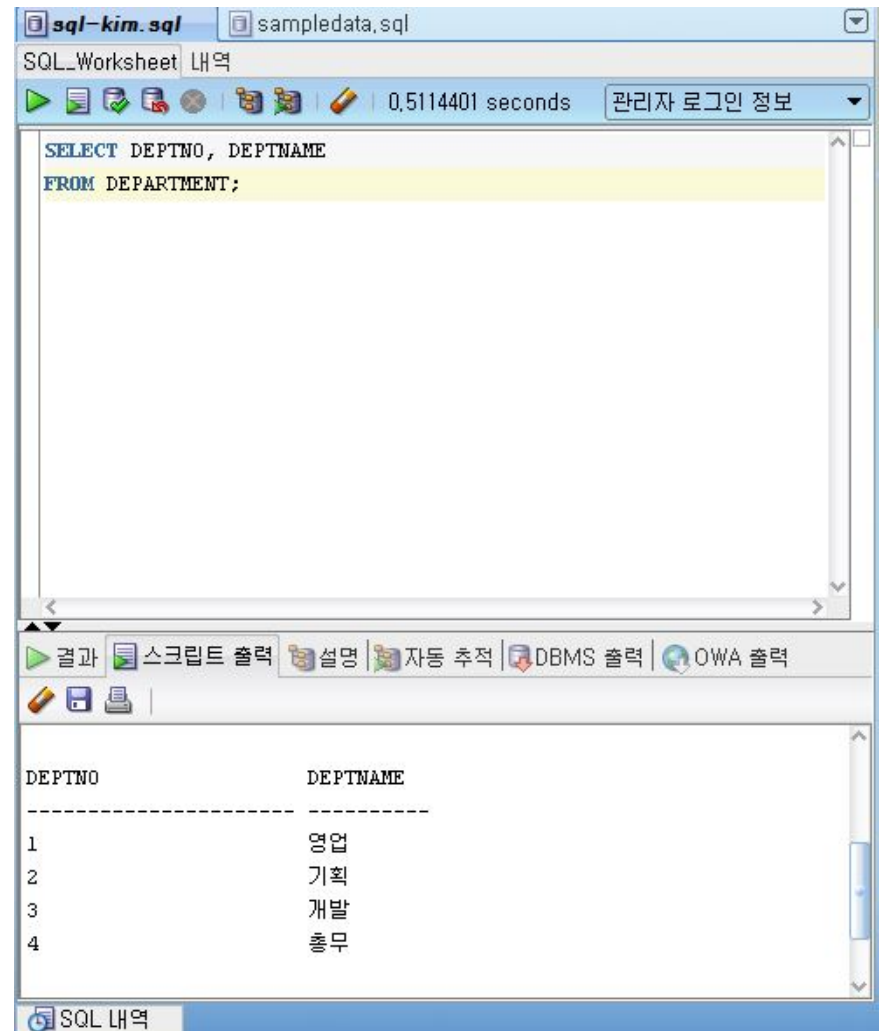 sql-kim.sql sampledata.sql
SQL_Worksheet 내역
0.5114401 seconds 관리자 로그인 정보
SELECT DEPTNO, DEPTNAME
FROM DEPARTMENT;
결과 스크립트 출력 설명 자동 추적 DBMS 출력 OWA 출력
DEPTNO DEPTNAME
---------------------- ----------
1 영업
2 기획
3 개발
4 총무
SQL 내역